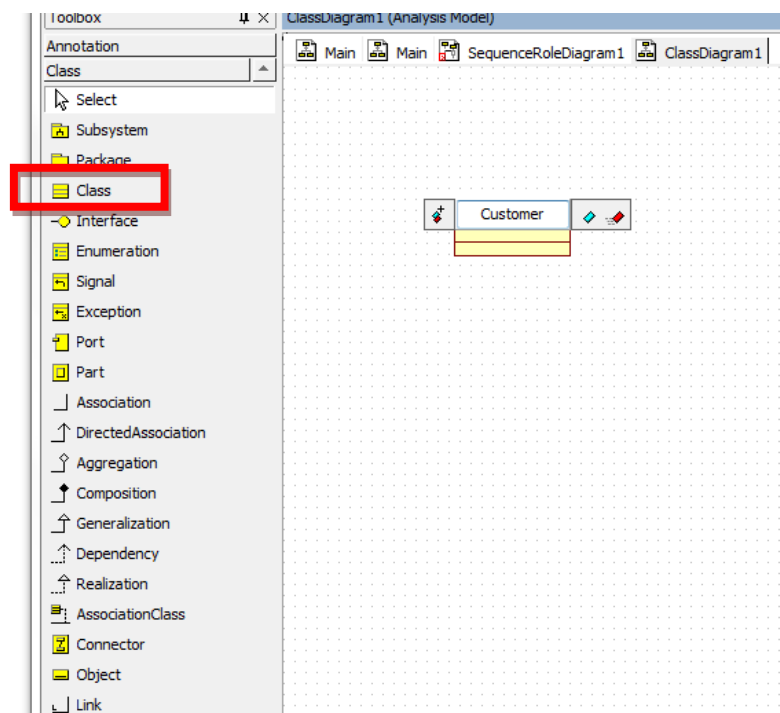 Toolbox
ClassDiagram1 (Analysis Model)
Annotation
Main Main SequenceRoleDiagram1 ClassDiagram1
Class
Select
Subsystem
Package
Class
Interface
Customer
Enumeration
Signal
Exception
Port
Part
Association
DirectedAssociation
Aggregation
Composition
Generalization
Dependency
Realization
AssociationClass
Connector
Object
Link